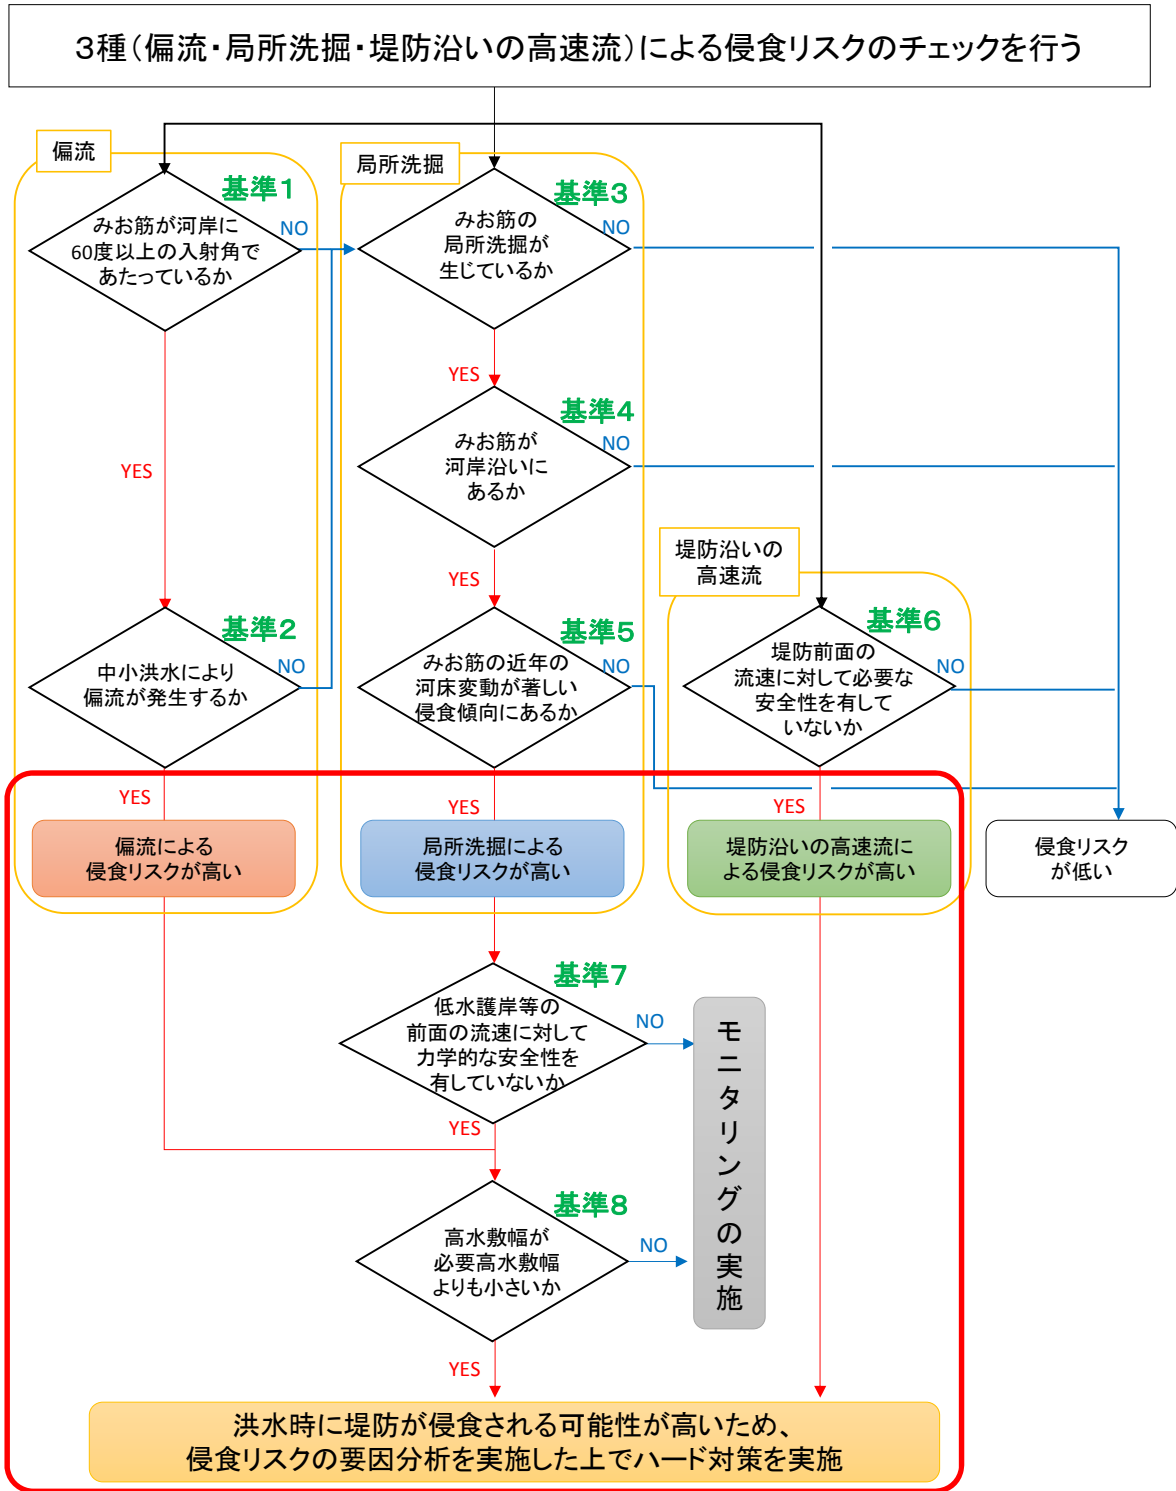 3種（偏流・局所洗掘・堤防沿いの高速流）による侵食リスクのチェックを行う
偏流
基準1
みお筋が河岸に
60度以上の入射角で
あたっているか
NO
YES
基準2
中小洪水により
偏流が発生するか
NO
YES
偏流による
侵食リスクが高い
局所洗掘
基準3
みお筋の
局所洗掘が
生じているか
NO
YES
基準4
みお筋が
河岸沿いに
あるか
NO
YES
基準5
みお筋の近年の
河床変動が著しい
侵食傾向にあるか
NO
YES
局所洗掘による
侵食リスクが高い
堤防沿いの
高速流
基準6
堤防前面の
流速に対して必要な
安全性を有して
いないか
NO
YES
堤防沿いの高速流に
よる侵食リスクが高い
侵食リスク
が低い
基準7
低水護岸等の
前面の流速に対して
力学的な安全性を
有していないか
NO
YES
モニタリングの実施
基準8
高水敷幅が
必要高水敷幅
よりも小さいか
NO
YES
洪水時に堤防が侵食される可能性が高いため、
侵食リスクの要因分析を実施した上でハード対策を実施